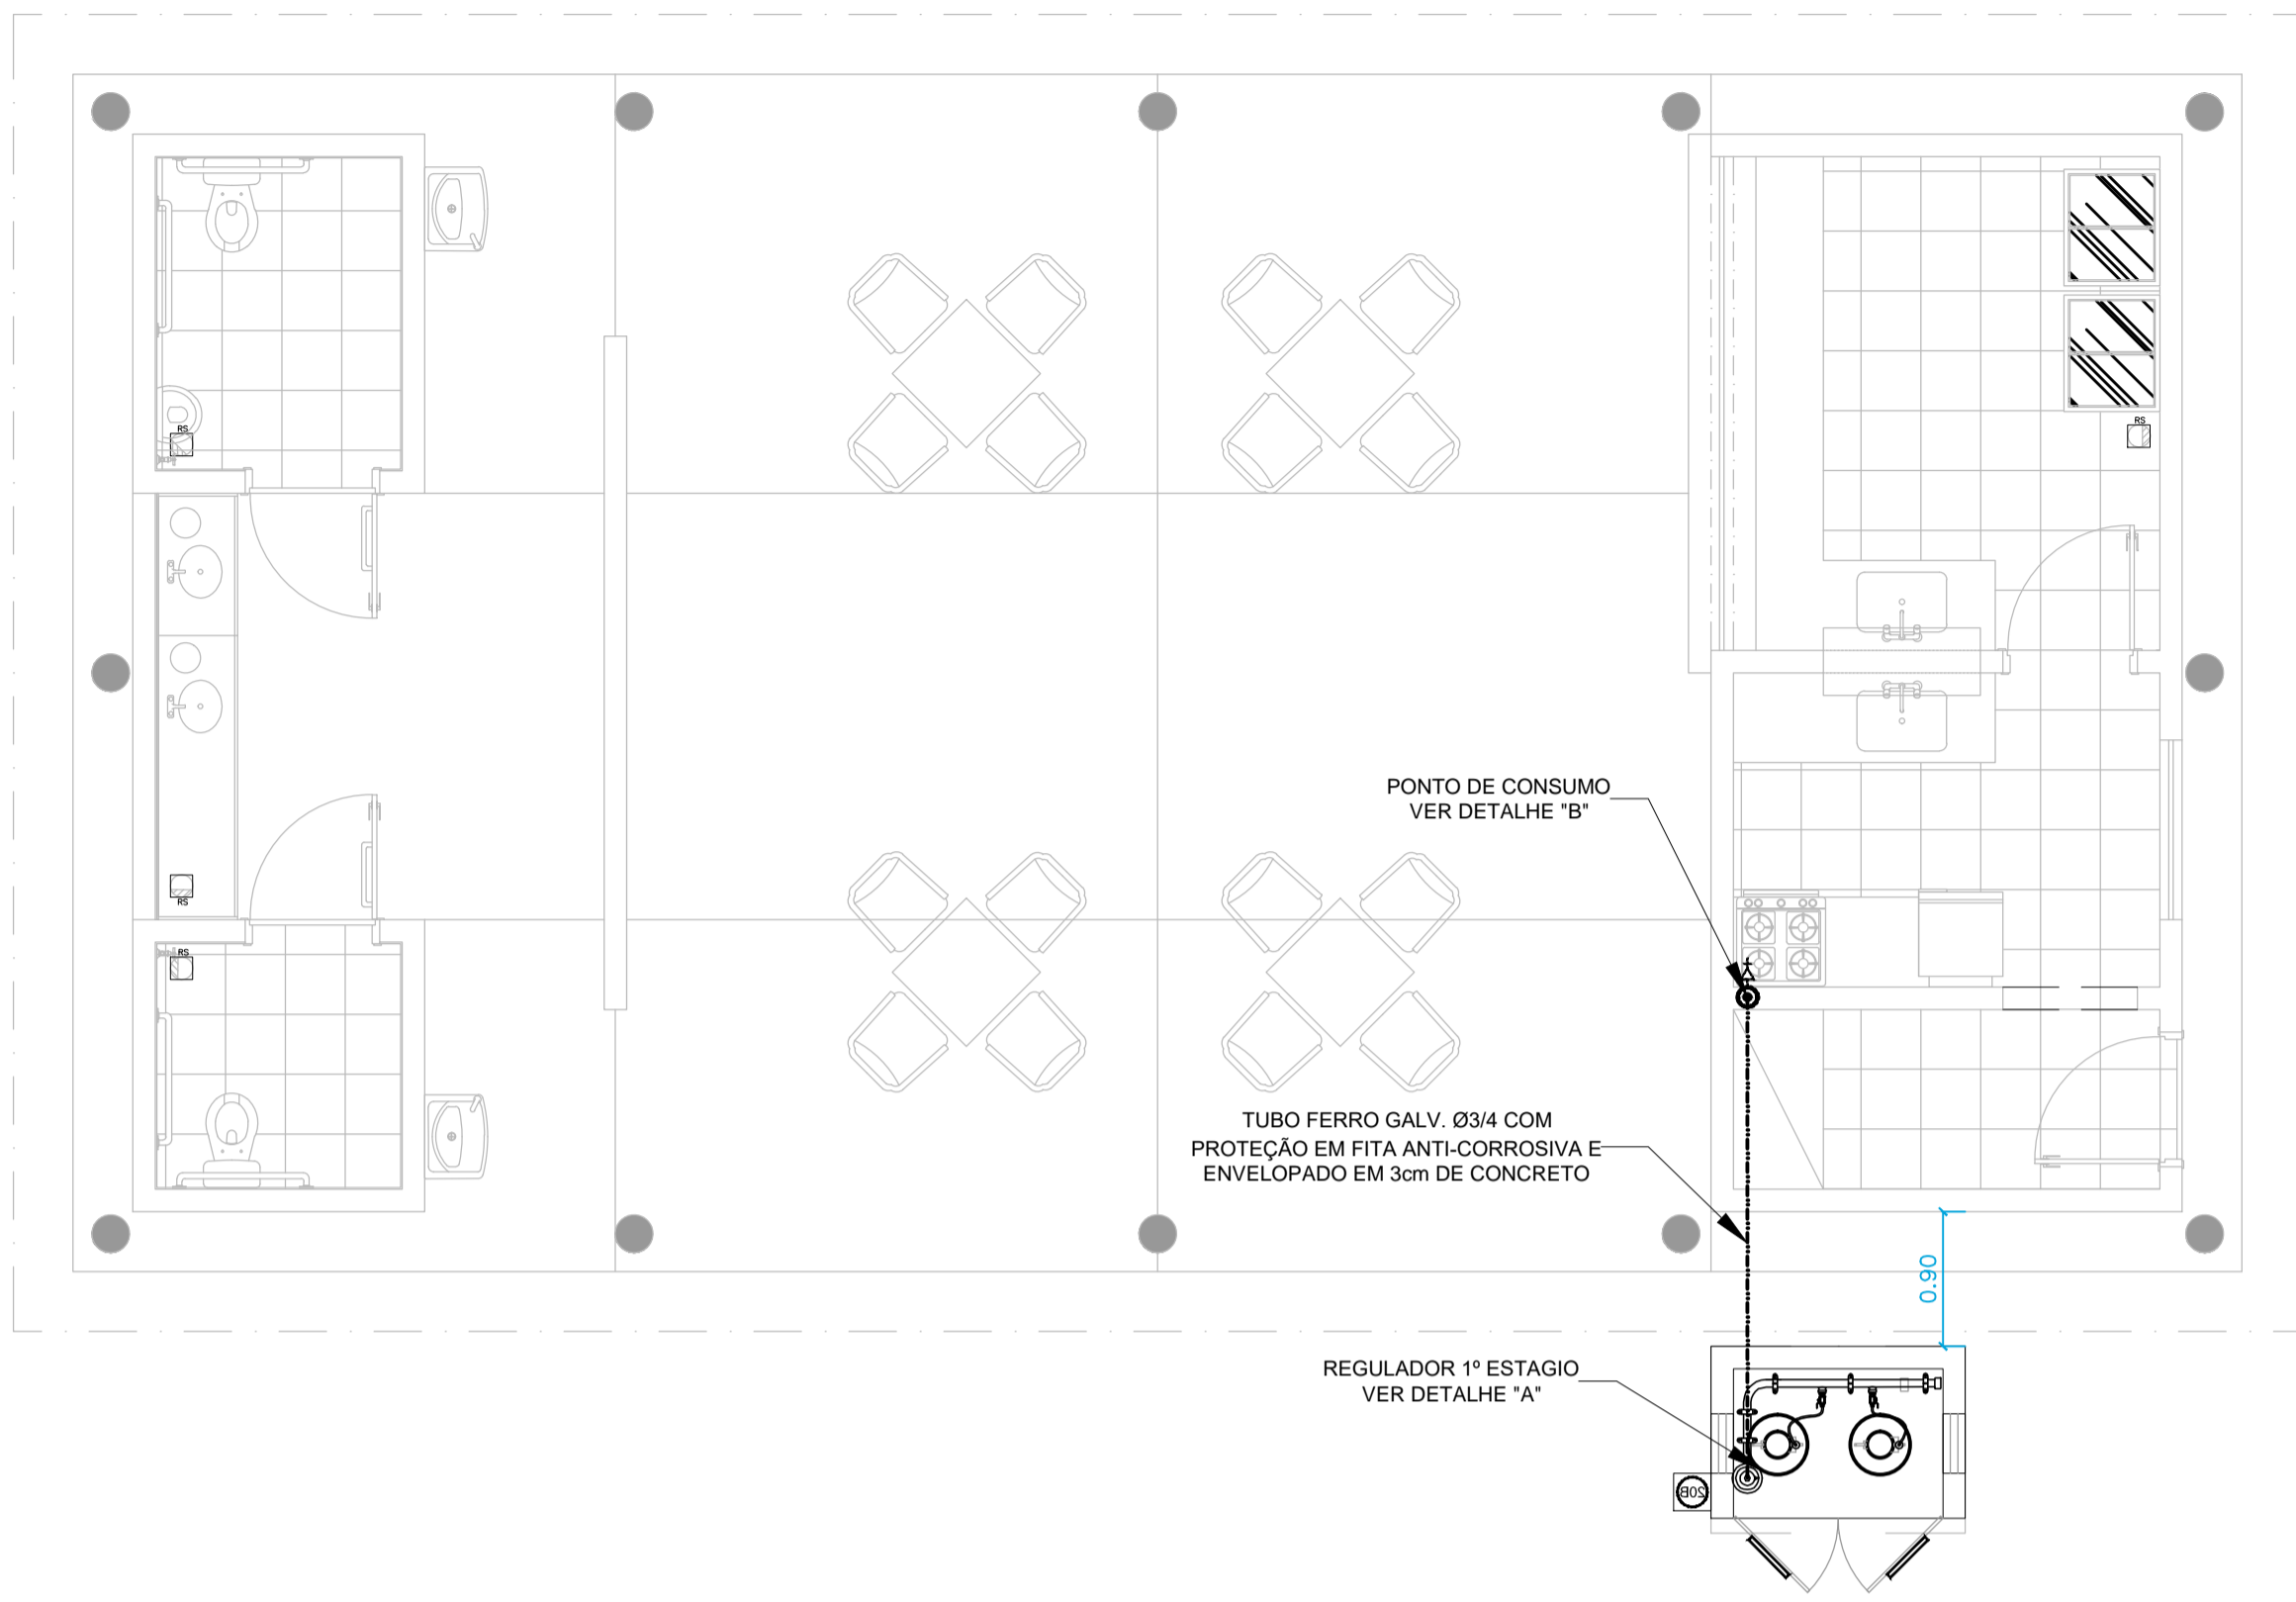 RS
RS
PONTO DE CONSUMO
VER DETALHE "B"
RS
RS
TUBO FERRO GALV. Ø3/4 COM
PROTEÇÃO EM FITA ANTI-CORROSIVA E
ENVELOPADO EM 3cm DE CONCRETO
0.90
REGULADOR 1º ESTAGIO
VER DETALHE "A"
20B